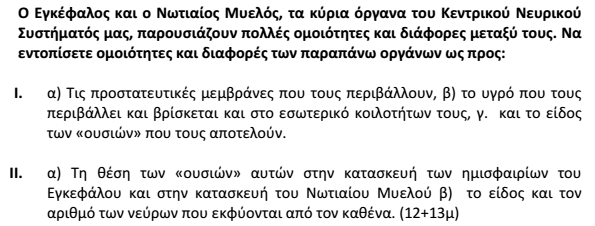 Ο Εγκέφαλος και ο Νωτιαίος Μυελός, τα κύρια όργανα του Κεντρικού Νευρικού
Συστήματός μας, παρουσιάζουν πολλές ομοιότητες και διάφορες μεταξύ τους. Να
εντοπίσετε ομοιότητες και διαφορές των παραπάνω οργάνων ως προς:
I. α) Τις προστατευτικές μεμβράνες που τους περιβάλλουν, β) το υγρό που τους
περιβάλλει και βρίσκεται και στο εσωτερικό κοιλοτήτων τους, γ. και το είδος
των «ουσιών» που τους αποτελούν.
II. α) Τη θέση των «ουσιών» αυτών στην κατασκευή των ημισφαιρίων του
Εγκεφάλου και στην κατασκευή του Νωτιαίου Μυελού β) το είδος και τον
αριθμό των νεύρων που εκφύονται από τον καθένα. (12+13μ)